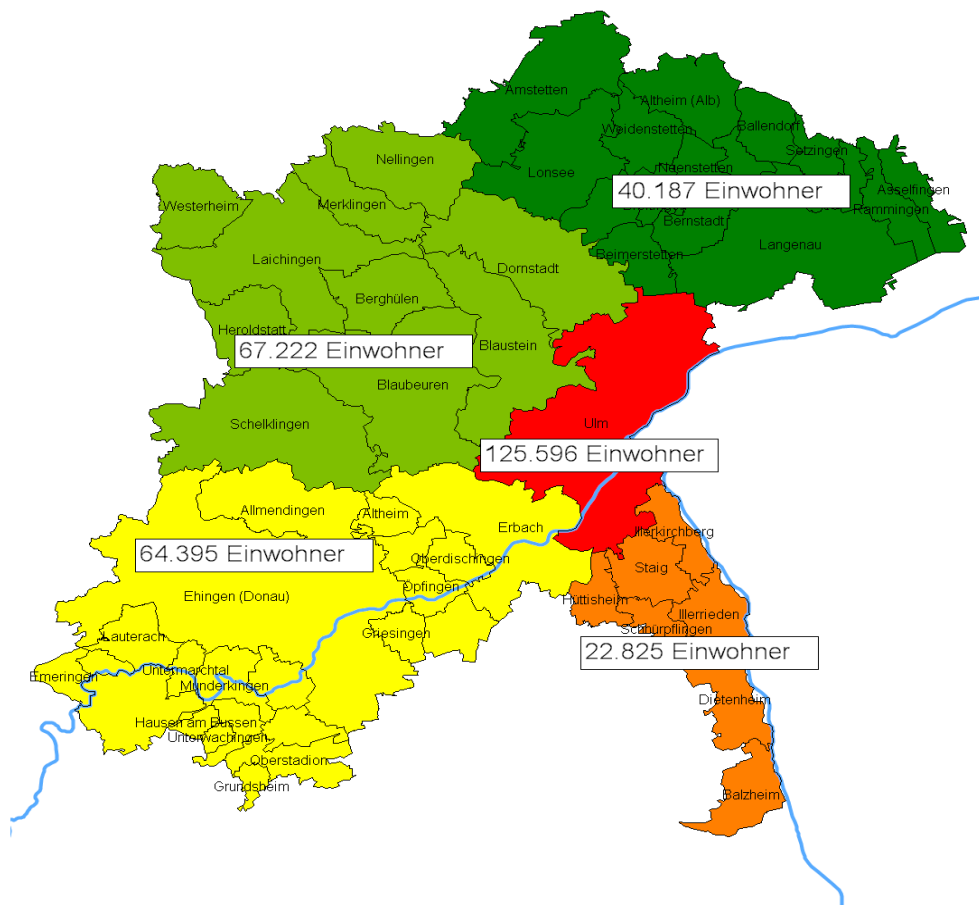 Amstetten
Altheim (Alb)
Weidenstetten
Ballendorf
Setzingen
Nellingen
Lonsee
Neenstetten
Asselfingen
40.187 Einwohner
Westerheim
Merklingen
Rammingen
Bernstadt
Langenau
Laichingen
Beimerstetten
Dornstadt
Berghülen
Heroldstatt
Blaustein
67.222 Einwohner
Blaubeuren
Schelklingen
Ulm
125.596 Einwohner
Allmendingen
Altheim
Erbach
Illerkirchberg
64.395 Einwohner
Oberdischingen
Staig
Öpfingen
Ehingen (Donau)
Hüttisheim
Illerrieden
Griesingen
Schnürpflingen
Lauterach
22.825 Einwohner
Emeringen
Untermarchtal
Munderkingen
Dietenheim
Hausen am Bussen
Unterwachingen
Oberstadion
Grundsheim
Balzheim